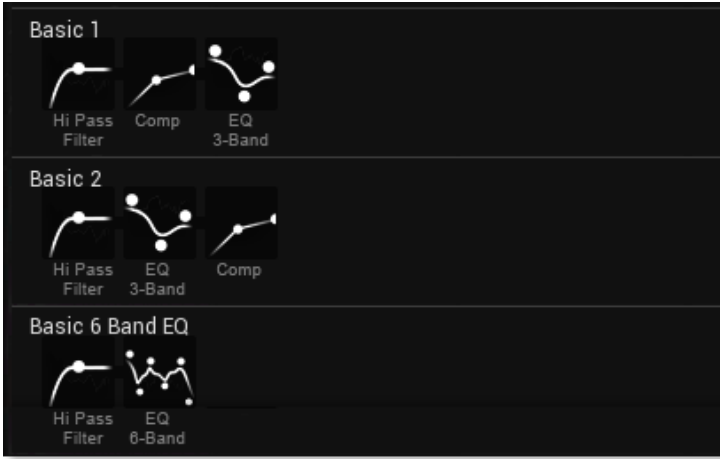 Basic 1
Hi Pass Filter
Comp
EQ 3-Band
Basic 2
Hi Pass Filter
EQ 3-Band
Comp
Basic 6 Band EQ
Hi Pass Filter
EQ 6-Band